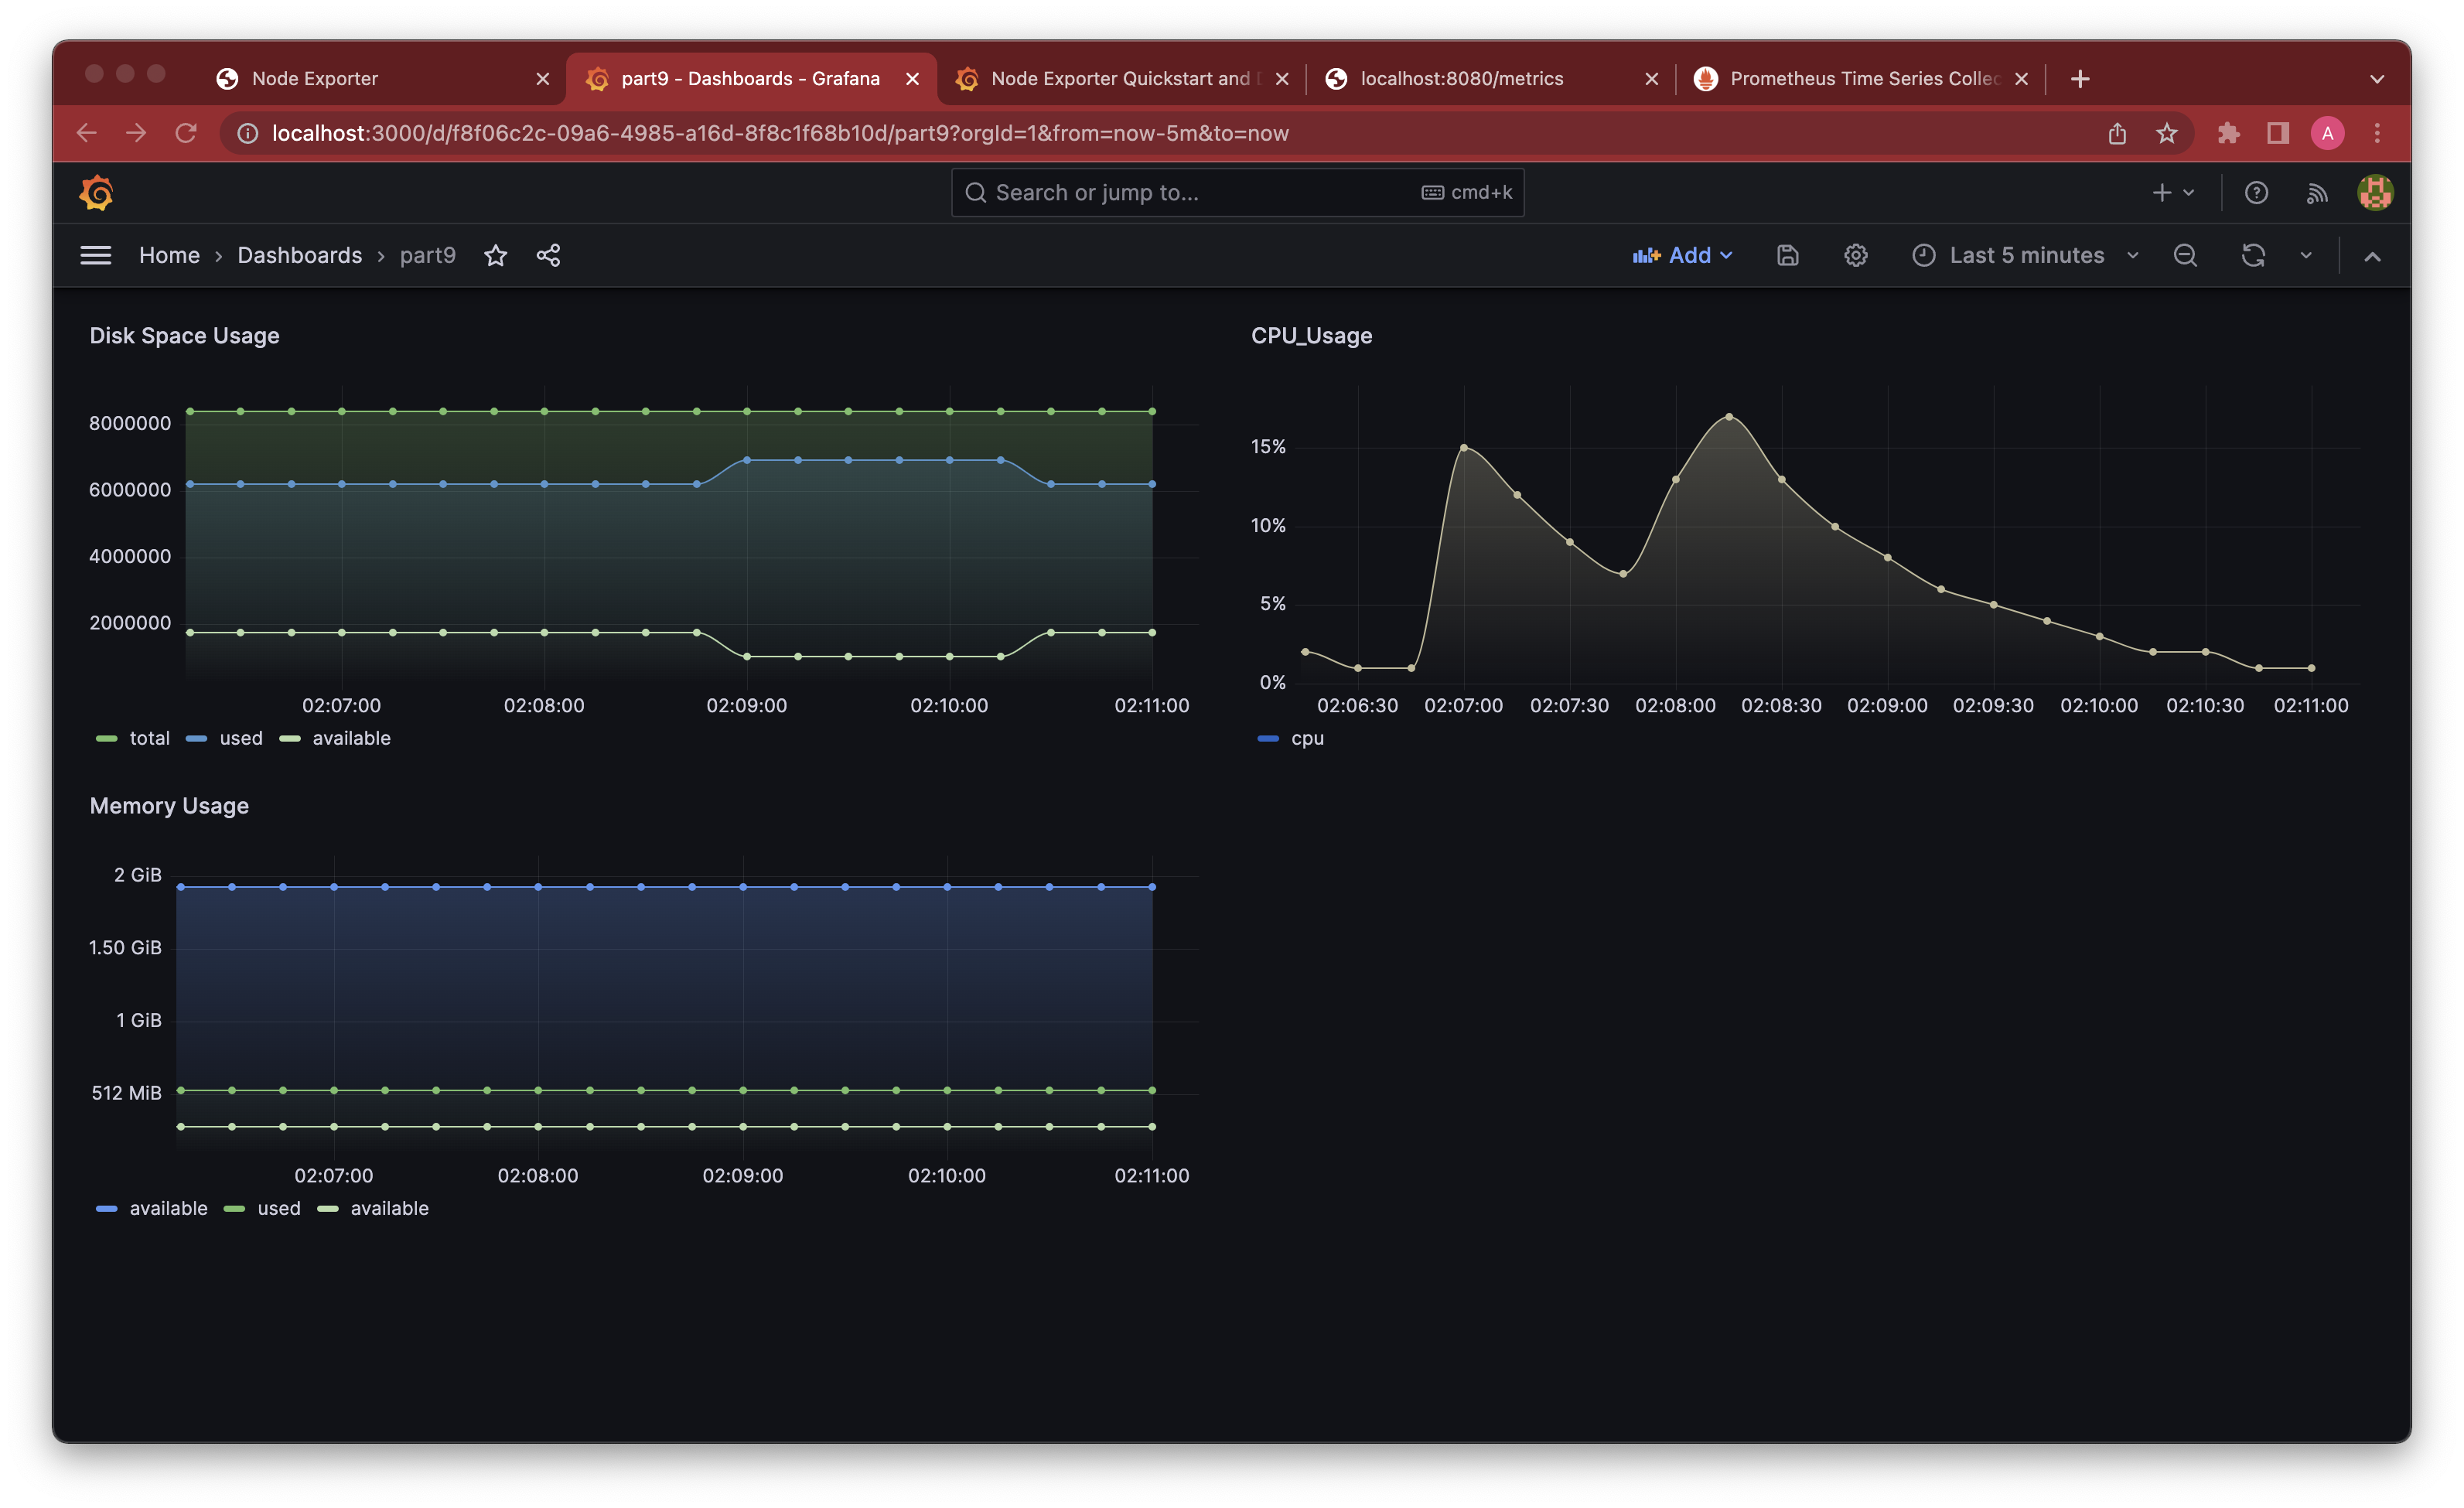 Node Exporter
part9 - Dashboards - Grafana
Node Exporter Quickstart and
localhost:8080/metrics
Prometheus Time Series Collec
localhost:3000/d/f8f06c2c-09a6-4985-a16d-8f8c1f68b10d/part9?orgId=1&from=now-5m&to=now
A
Search or jump to...
cmd+k
Home › Dashboards › part9
Add
Last 5 minutes
Disk Space Usage
8000000
6000000
4000000
2000000
02:07:00 02:08:00 02:09:00 02:10:00 02:11:00
total used available
CPU_Usage
15%
10%
5%
0%
02:06:30 02:07:00 02:07:30 02:08:00 02:08:30 02:09:00 02:09:30 02:10:00 02:10:30 02:11:00
cpu
Memory Usage
2 GiB
1.50 GiB
1 GiB
512 MiB
02:07:00 02:08:00 02:09:00 02:10:00 02:11:00
available used available